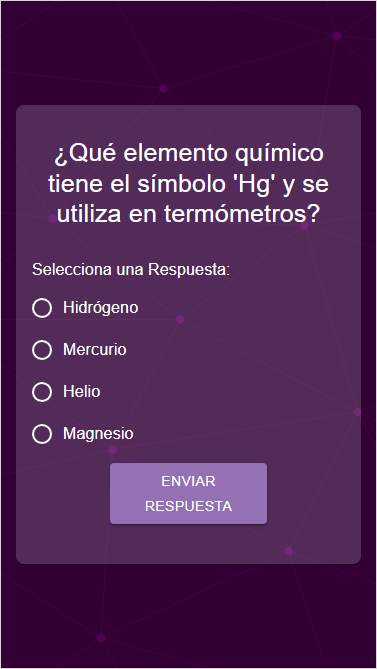 ¿Qué elemento químico
tiene el símbolo 'Hg' y se
utiliza en termómetros?
Selecciona una Respuesta:
Hidrógeno
Mercurio
Helio
Magnesio
ENVIAR
RESPUESTA